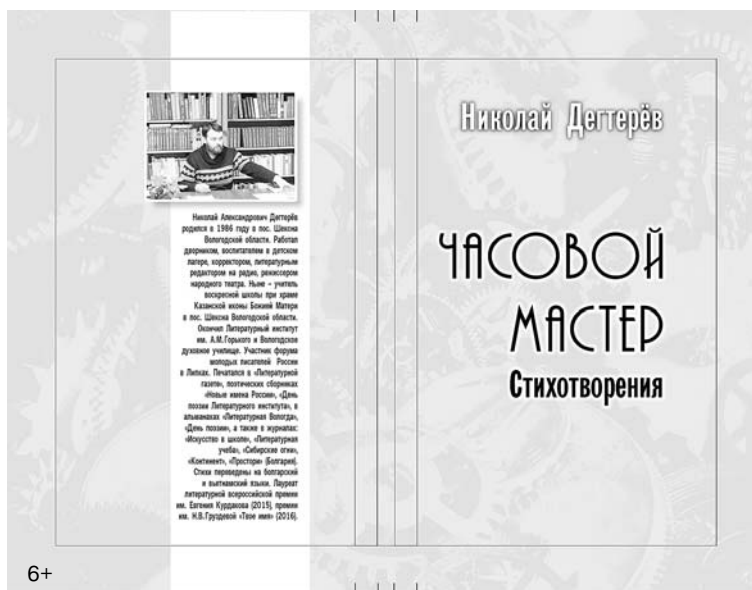 Николай Александрович Дегтерёв
родился в 1986 году в пос. Шексна
Вологодской области. Работал
дворником, воспитателем в детском
лагере, корректором, литературным
редактором на радио, режиссером
народного театра. Ныне – учитель
воскресной школы при храме
Казанской иконы Божией Матери
в пос. Шексна Вологодской области.
Окончил Литературный институт
им. А.М.Горького и Вологодское
духовное училище. Участник форума
молодых писателей России
в Липках. Печатался в «Литературной
газете», поэтических сборниках
«Новые имена России», «День
поэзии Литературного института», в
альманахах «Литературная Вологда»,
«День поэзии», а также в журналах:
«Искусство в школе», «Литературная
учеба», «Сибирские огни»,
«Континент», «Простори» (Болгария).
Стихи переведены на болгарский
и вьетнамский языки. Лауреат
литературной всероссийской премии
им. Евгения Курдакова (2015), премии
им. Н.В.Груздевой «Твое имя» (2016).
6+
Николай Дегтерёв
ЧАСОВОЙ
МАСТЕР
Стихотворения